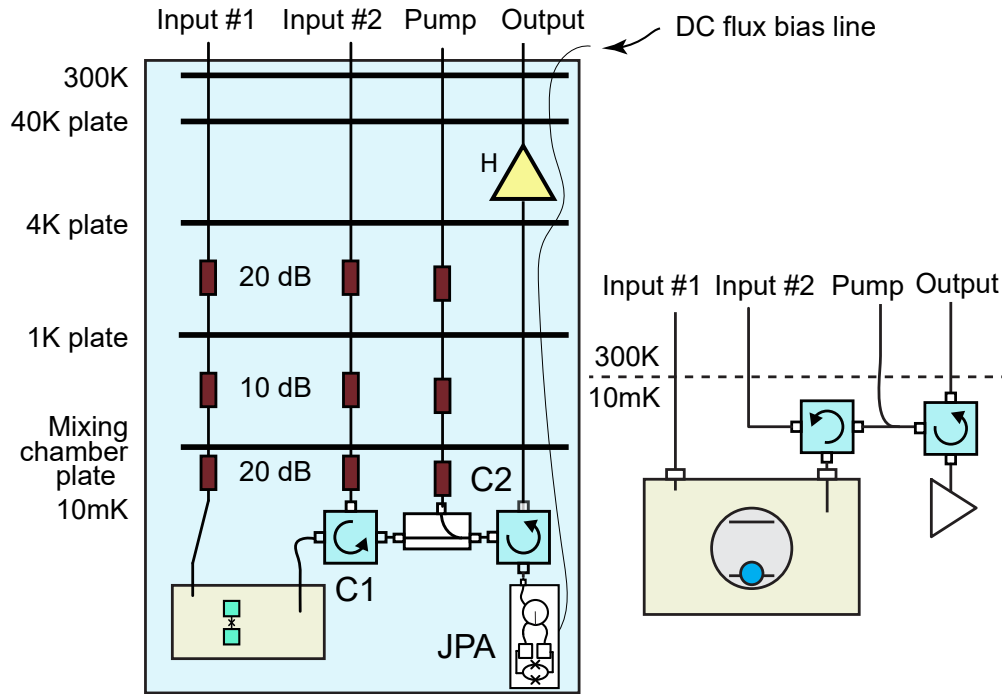 Input #1
Input #2
Pump
Output
DC flux bias line
300K
40K plate
H
4K plate
20 dB
1K plate
10 dB
Mixing
chamber
plate
10mK
20 dB
C2
C1
JPA
Input #1
Input #2
Pump
Output
300K
10mK